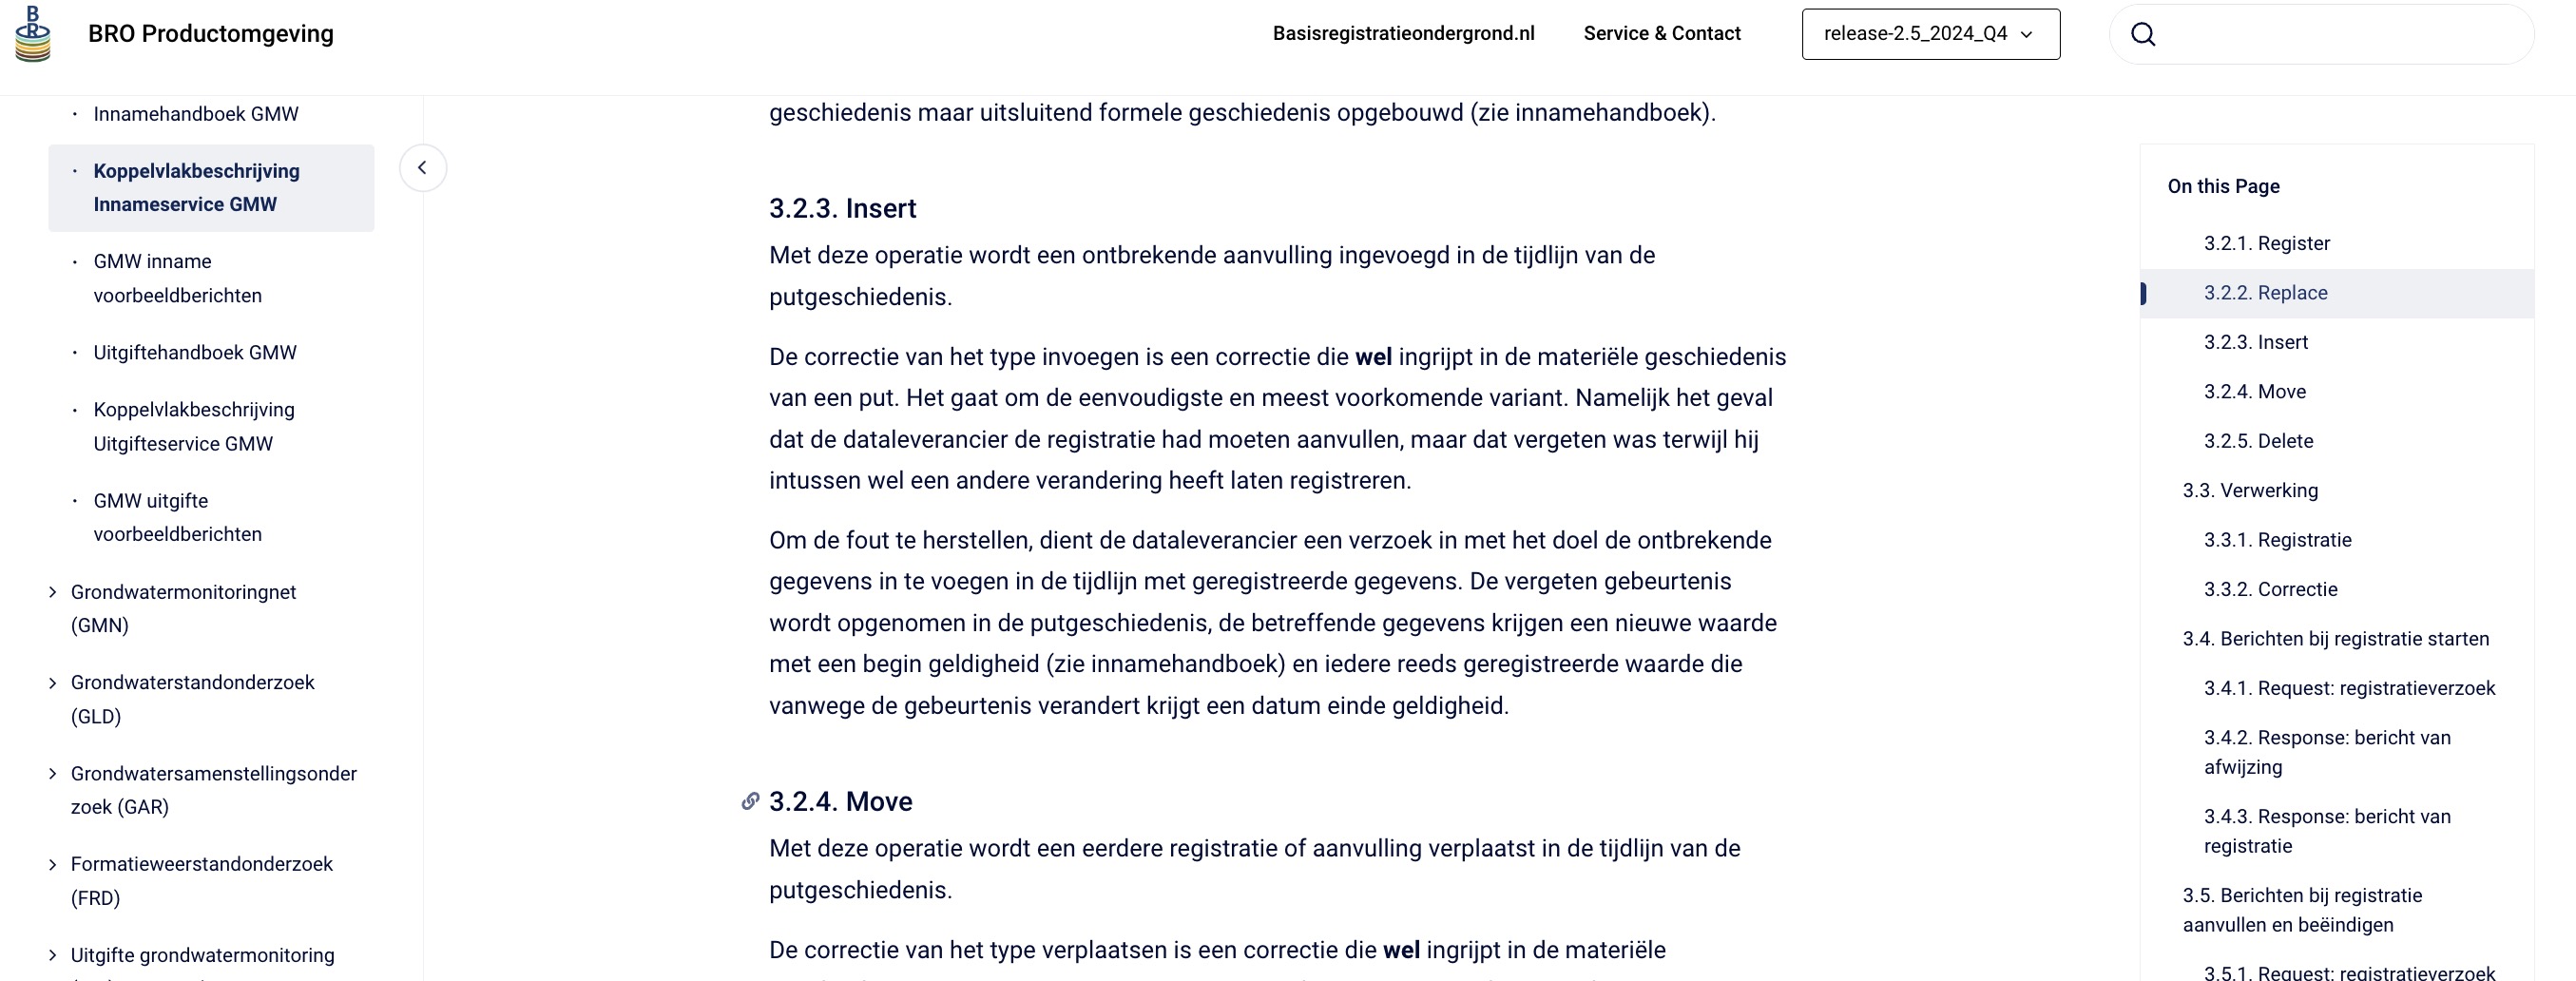 B
R
BRO Productomgeving
Basisregistratieondergrond.nl
Service & Contact
release-2.5_2024_Q4
Innamehandboek GMW
Koppelvlakbeschrijving
Innameservice GMW
GMW inname
voorbeeldberichten
Uitgiftehandboek GMW
Koppelvlakbeschrijving
Uitgifteservice GMW
GMW uitgifte
voorbeeldberichten
Grondwatermonitoringnet
(GMN)
Grondwaterstandonderzoek
(GLD)
Grondwatersamenstellingsonder
zoek (GAR)
Formatieweerstandonderzoek
(FRD)
Uitgifte grondwatermonitoring
geschiedenis maar uitsluitend formele geschiedenis opgebouwd (zie innamehandboek).
3.2.3. Insert
Met deze operatie wordt een ontbrekende aanvulling ingevoegd in de tijdlijn van de
putgeschiedenis.
De correctie van het type invoegen is een correctie die wel ingrijpt in de materiële geschiedenis
van een put. Het gaat om de eenvoudigste en meest voorkomende variant. Namelijk het geval
dat de dataleverancier de registratie had moeten aanvullen, maar dat vergeten was terwijl hij
intussen wel een andere verandering heeft laten registreren.
Om de fout te herstellen, dient de dataleverancier een verzoek in met het doel de ontbrekende
gegevens in te voegen in de tijdlijn met geregistreerde gegevens. De vergeten gebeurtenis
wordt opgenomen in de putgeschiedenis, de betreffende gegevens krijgen een nieuwe waarde
met een begin geldigheid (zie innamehandboek) en iedere reeds geregistreerde waarde die
vanwege de gebeurtenis verandert krijgt een datum einde geldigheid.
3.2.4. Move
Met deze operatie wordt een eerdere registratie of aanvulling verplaatst in de tijdlijn van de
putgeschiedenis.
De correctie van het type verplaatsen is een correctie die wel ingrijpt in de materiële
On this Page
3.2.1. Register
3.2.2. Replace
3.2.3. Insert
3.2.4. Move
3.2.5. Delete
3.3. Verwerking
3.3.1. Registratie
3.3.2. Correctie
3.4. Berichten bij registratie starten
3.4.1. Request: registratieverzoek
3.4.2. Response: bericht van
afwijzing
3.4.3. Response: bericht van
registratie
3.5. Berichten bij registratie
aanvullen en beëindigen
3.5.1. Request: registratieverzoek